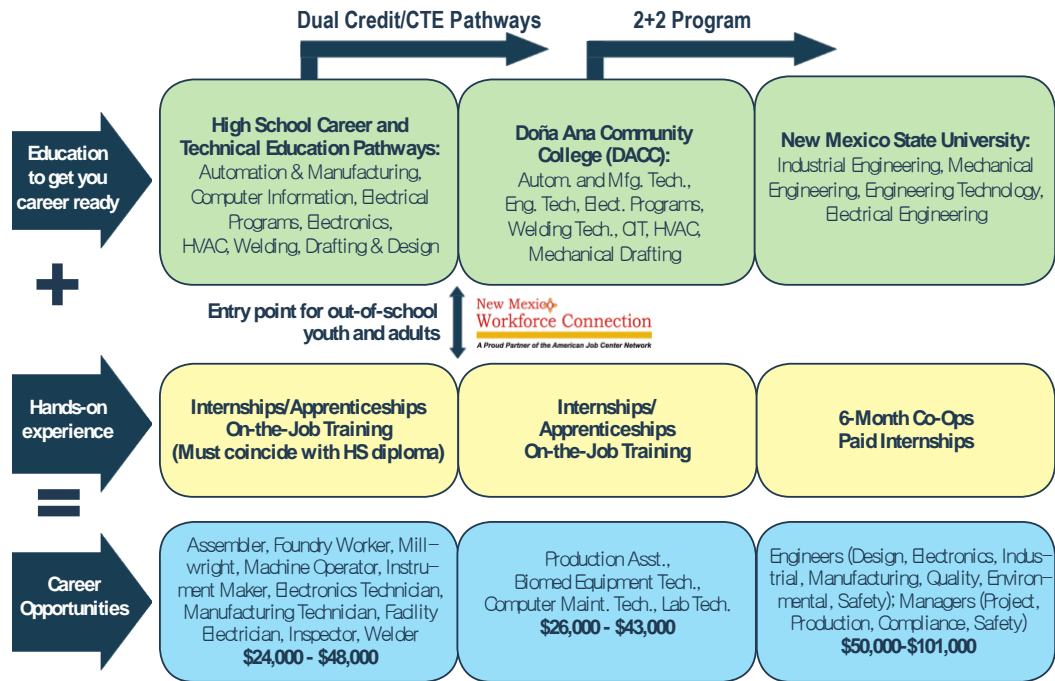 Dual Credit/CTE Pathways
2+2 Program
Education
to get you
career ready
High School Career and
Technical Education Pathways:
Automation & Manufacturing,
Computer Information, Electrical
Programs, Electronics,
HVAC, Welding, Drafting & Design
Doña Ana Community
College (DACC):
Autom. and Mfg. Tech.,
Eng. Tech, Elect. Programs,
Welding Tech., CIT, HVAC,
Mechanical Drafting
New Mexico State University:
Industrial Engineering, Mechanical
Engineering, Engineering Technology,
Electrical Engineering
+
Entry point for out-of-school
youth and adults
New Mexico
Workforce Connection
A Proud Partner of the American Job Center Network
Hands-on
experience
Internships/Apprenticeships
On-the-Job Training
(Must coincide with HS diploma)
Internships/
Apprenticeships
On-the-Job Training
6-Month Co-Ops
Paid Internships
=
Career
Opportunities
Assembler, Foundry Worker, Mill-
wright, Machine Operator, Instru-
ment Maker, Electronics Technician,
Manufacturing Technician, Facility
Electrician, Inspector, Welder
$24,000 - $48,000
Production Asst.,
Biomed Equipment Tech.,
Computer Maint. Tech., Lab Tech.
$26,000 - $43,000
Engineers (Design, Electronics, Indus-
trial, Manufacturing, Quality, Environ-
mental, Safety); Managers (Project,
Production, Compliance, Safety)
$50,000-$101,000